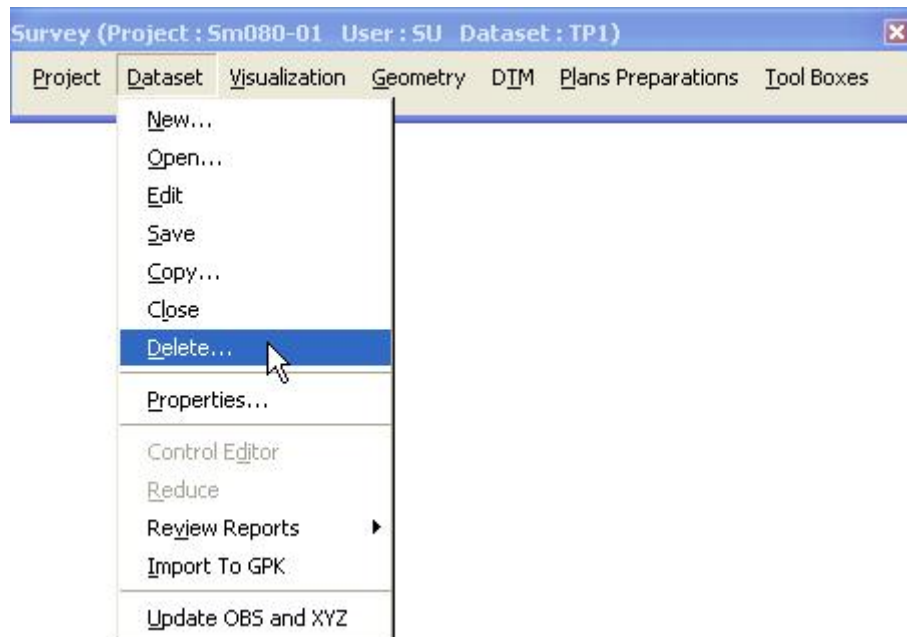 Survey (Project : Sm080-01 User : SU Dataset : TP1)
Project Dataset Visualization Geometry DTM Plans Preparations Tool Boxes
New...
Open...
Edit
Save
Copy...
Close
Delete...
Properties...
Control Editor
Reduce
Review Reports
Import To GPK
Update OBS and XYZ